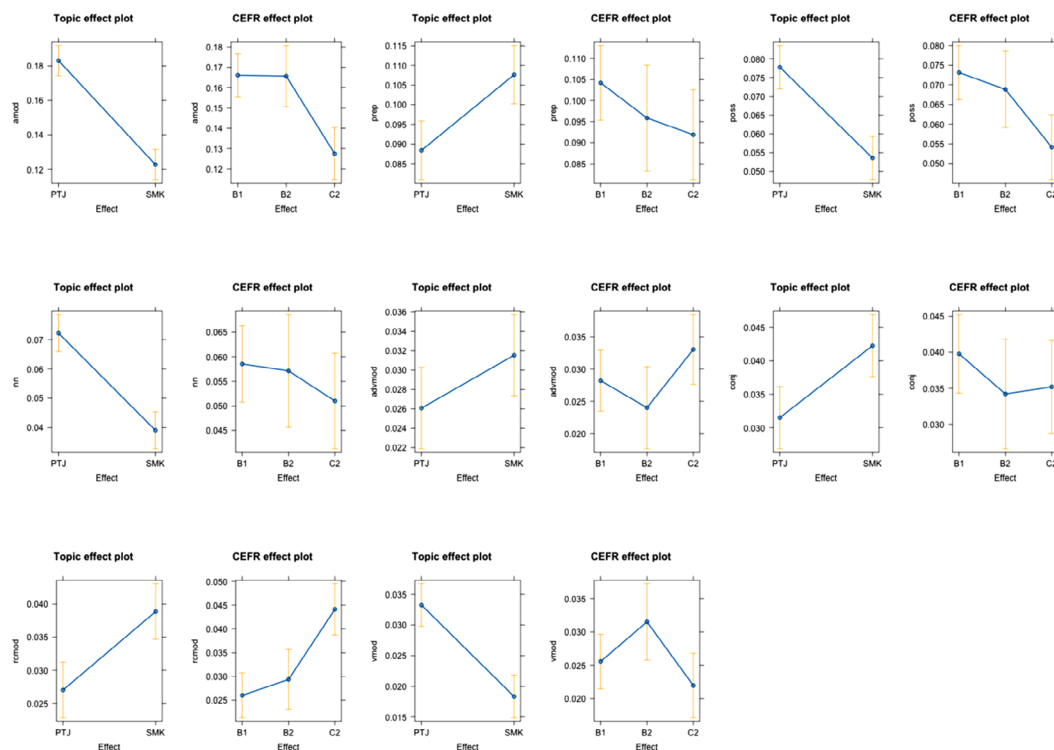 Topic effect plot
amod
0.18
0.16
0.14
0.12
PTJ SMK
Effect
CEFR effect plot
amod
0.18
0.17
0.16
0.15
0.14
0.13
0.12
B1 B2 C2
Effect
Topic effect plot
prep
0.115
0.110
0.105
0.100
0.095
0.090
0.085
PTJ SMK
Effect
CEFR effect plot
prep
0.110
0.105
0.100
0.095
0.090
0.085
B1 B2 C2
Effect
Topic effect plot
poss
0.080
0.075
0.070
0.065
0.060
0.055
0.050
PTJ SMK
Effect
CEFR effect plot
poss
0.080
0.075
0.070
0.065
0.060
0.055
0.050
B1 B2 C2
Effect
Topic effect plot
nn
0.07
0.06
0.05
0.04
PTJ SMK
Effect
CEFR effect plot
nn
0.065
0.060
0.055
0.050
0.045
B1 B2 C2
Effect
Topic effect plot
advmod
0.036
0.034
0.032
0.030
0.028
0.026
0.024
0.022
PTJ SMK
Effect
CEFR effect plot
advmod
0.035
0.030
0.025
0.020
B1 B2 C2
Effect
Topic effect plot
conj
0.045
0.040
0.035
0.030
PTJ SMK
Effect
CEFR effect plot
conj
0.045
0.040
0.035
0.030
B1 B2 C2
Effect
Topic effect plot
rcmod
0.040
0.035
0.030
0.025
PTJ SMK
Effect
CEFR effect plot
rcmod
0.050
0.045
0.040
0.035
0.030
0.025
B1 B2 C2
Effect
Topic effect plot
vmod
0.035
0.030
0.025
0.020
0.015
PTJ SMK
Effect
CEFR effect plot
vmod
0.035
0.030
0.025
0.020
B1 B2 C2
Effect